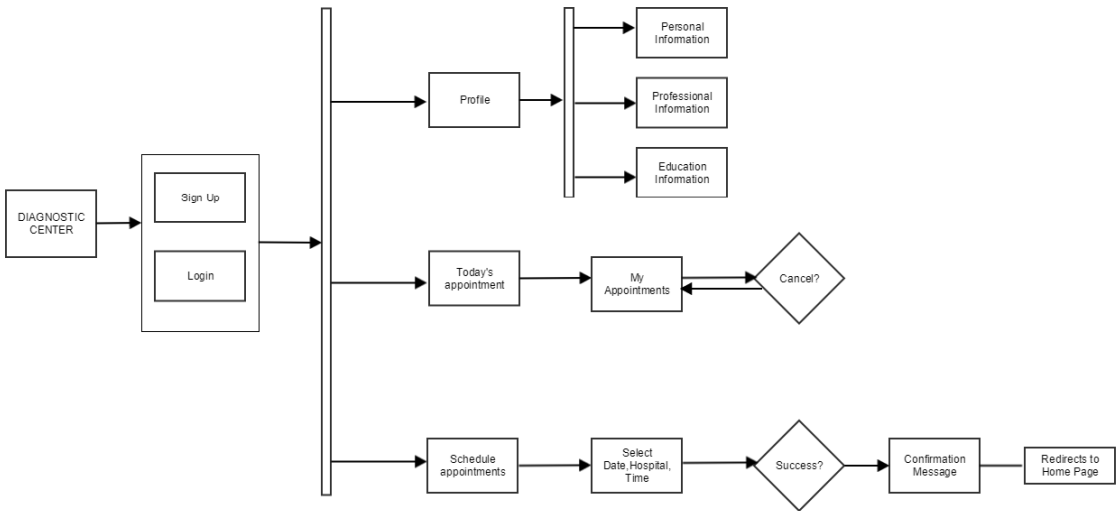 DIAGNOSTIC
CENTER
Sign Up
Login
Profile
Personal
Information
Professional
Information
Education
Information
Today's
appointment
My
Appointments
Cancel?
Schedule
appointments
Select
Date,Hospital,
Time
Success?
Confirmation
Message
Redirects to
Home Page